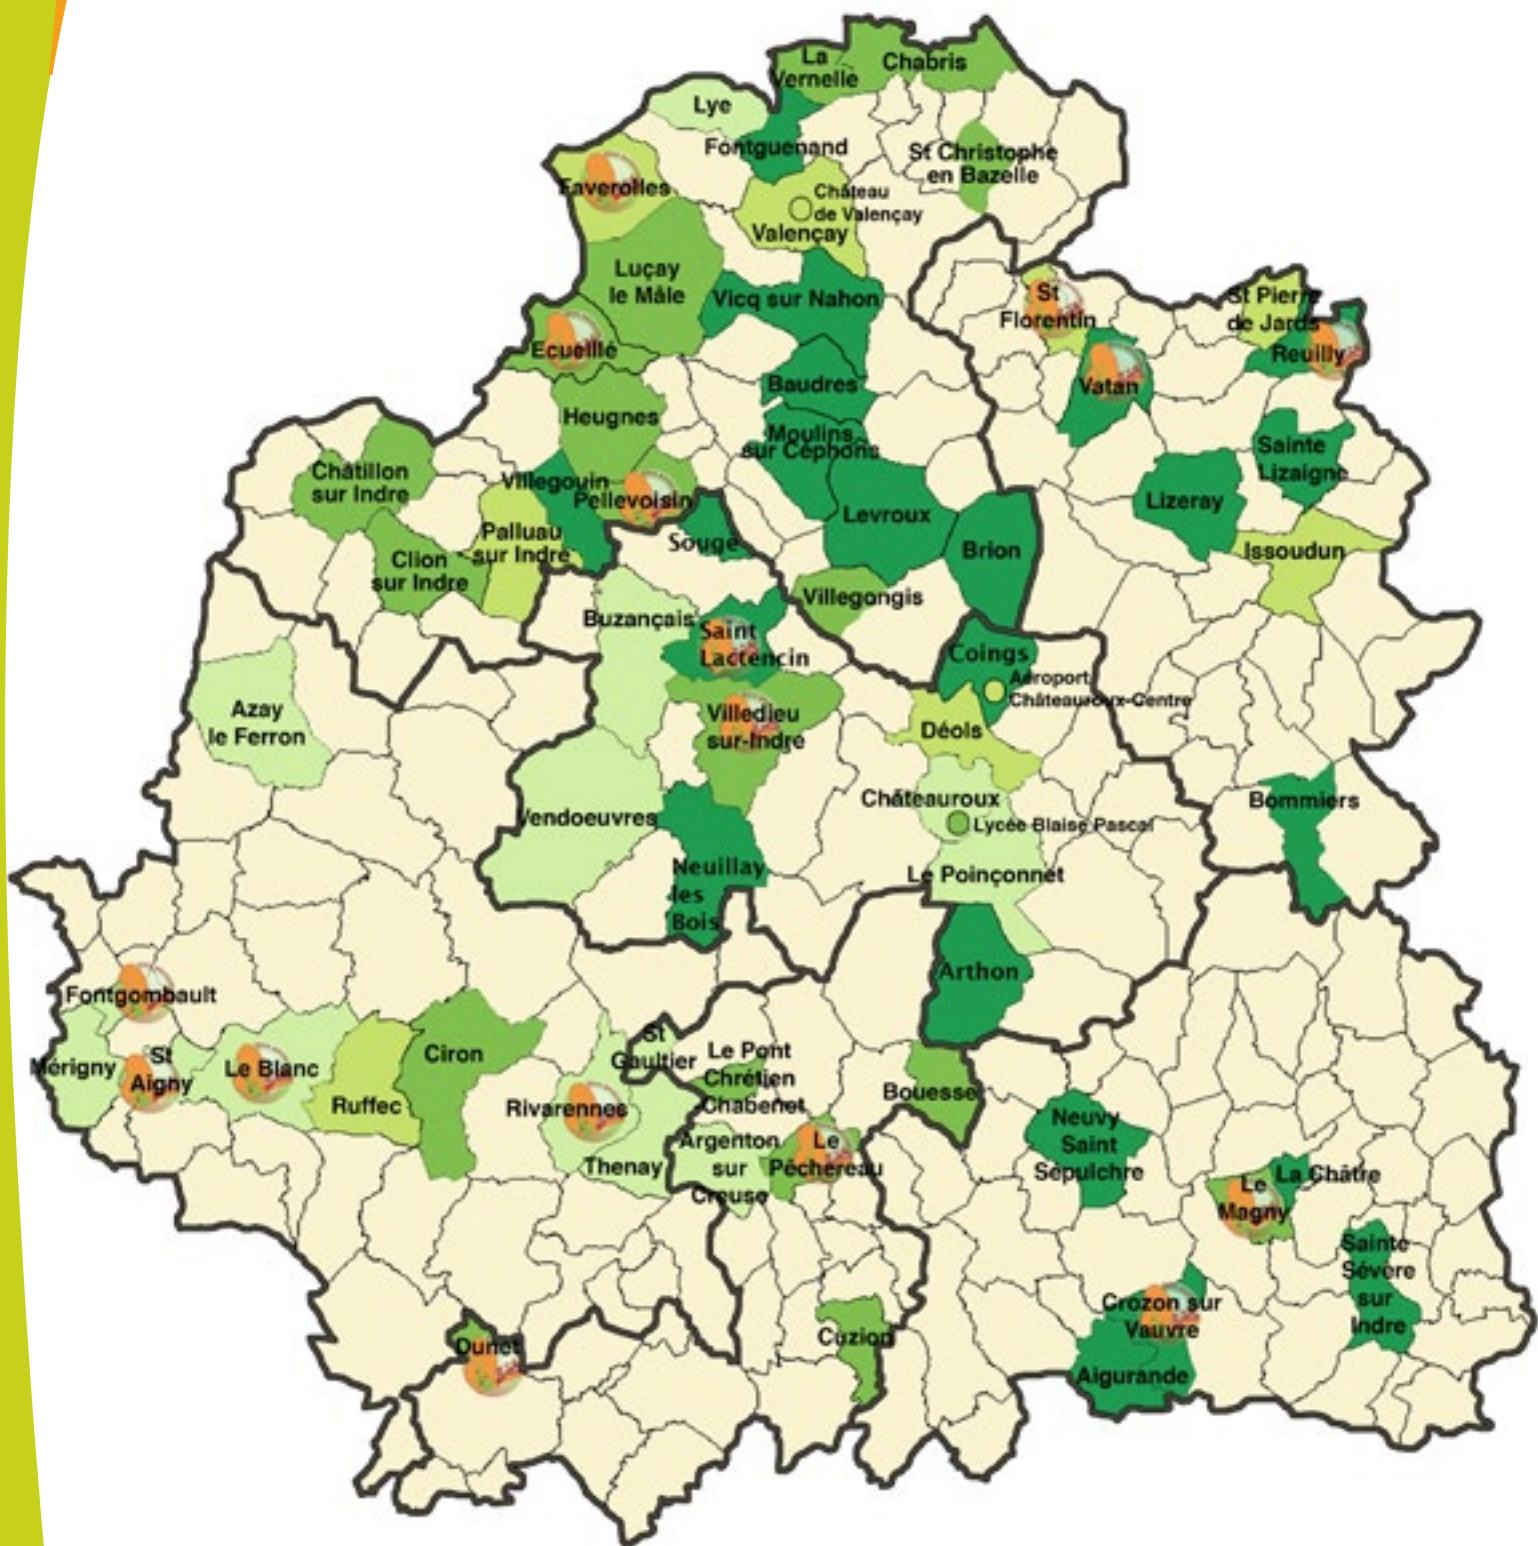 La
Vernelle
Chabris
Lye
Fontguenand
St Christophe
en Bazelle
Faverolles
Château
de Valençay
Valençay
Luçay
le Mâle
Vicq sur Nahon
St
Florentin
St Pierre
de Jards
Reuilly
Ecueillé
Vatan
Baudres
Heugnes
Moulins
sur Céphons
Sainte
Lizaigne
Châtillon
sur Indre
Villegouin
Pellevoisin
Lizeray
Levroux
Palluau
sur Indre
Sougé
Brion
Issoudun
Clion
sur Indre
Villegongis
Buzançais
Saint
Lactencin
Coings
Aéroport
Châteauroux-Centre
Azay
le Ferron
Villedieu
sur-Indre
Déols
Châteauroux
Bommiers
Vendoeuvres
Lycée Blaise Pascal
Neuillay
les
Bois
Le Poinçonnet
Arthon
Fontgombault
Mérigny
St
Aigny
Le Blanc
Ciron
St
Gaultier
Le Pont
Chrétien
Chabenet
Ruffec
Rivarennes
Bouesse
Neuvy
Saint
Sépulchre
Argenton
sur
Creuse
Le
Pêchereau
Thenay
La Châtre
Le
Magny
Sainte
Sévère
sur
Indre
Crozon sur
Vauvre
Cuzion
Dunet
Aigurande